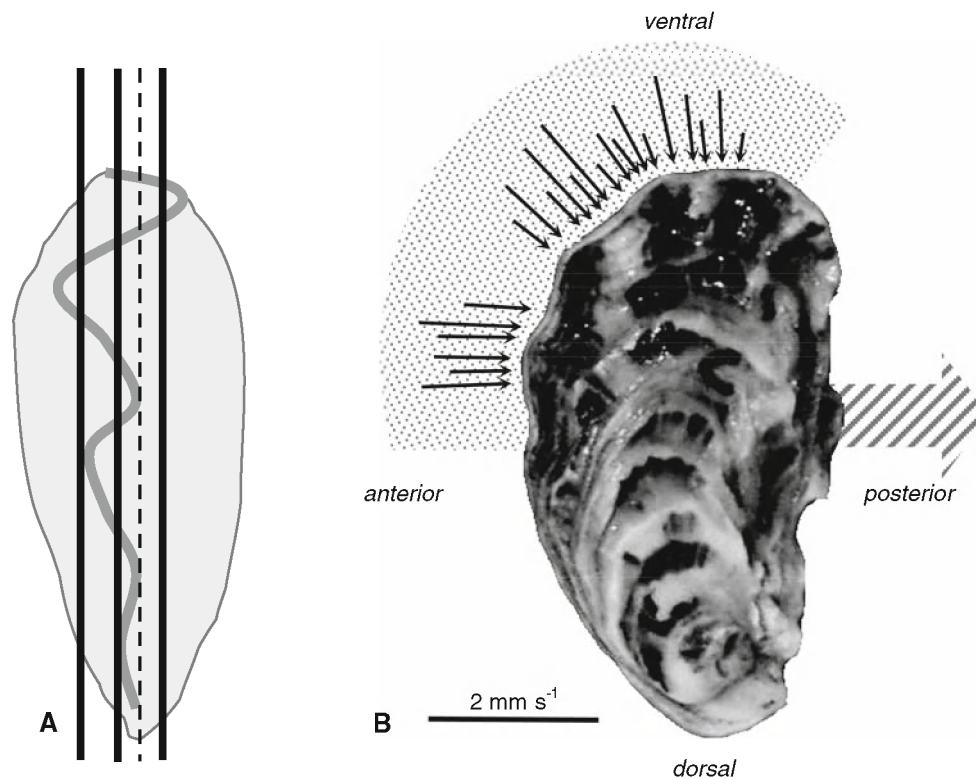 ventral
anterior
posterior
A
B
2 mm s⁻¹
dorsal